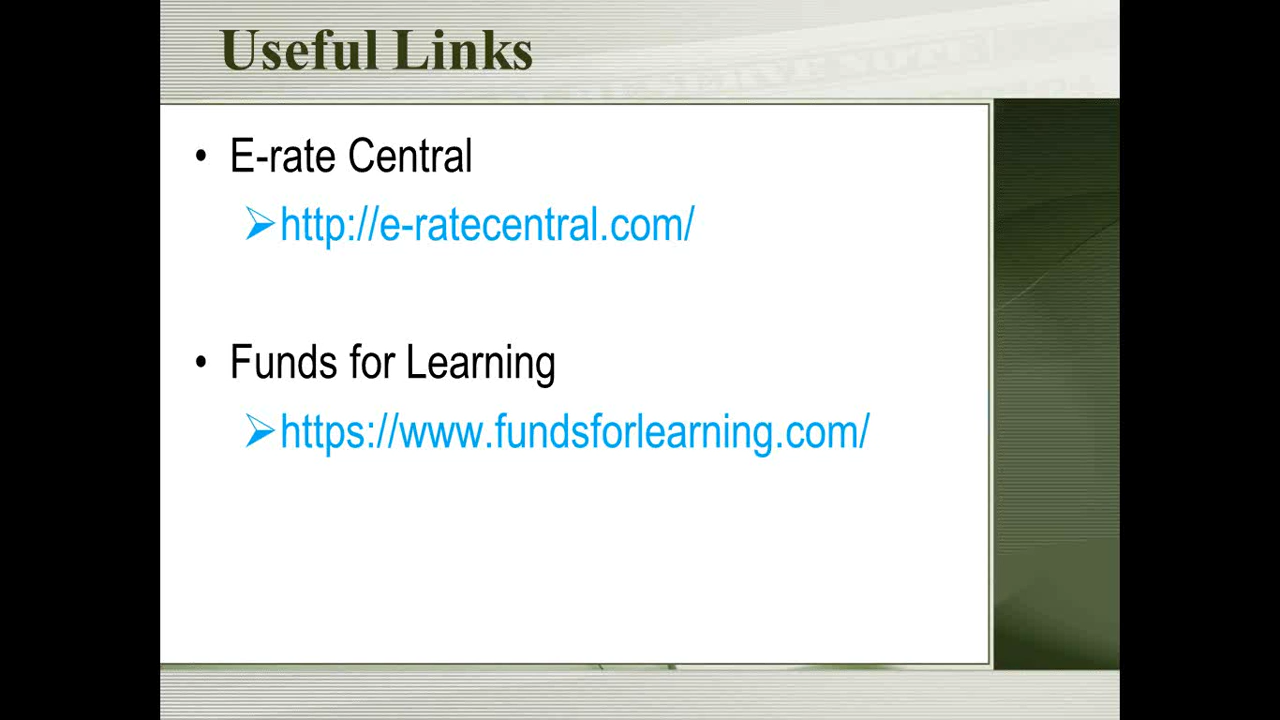 Useful Links
• E-rate Central
➢http://e-ratecentral.com/
• Funds for Learning
➢https://www.fundsforlearning.com/